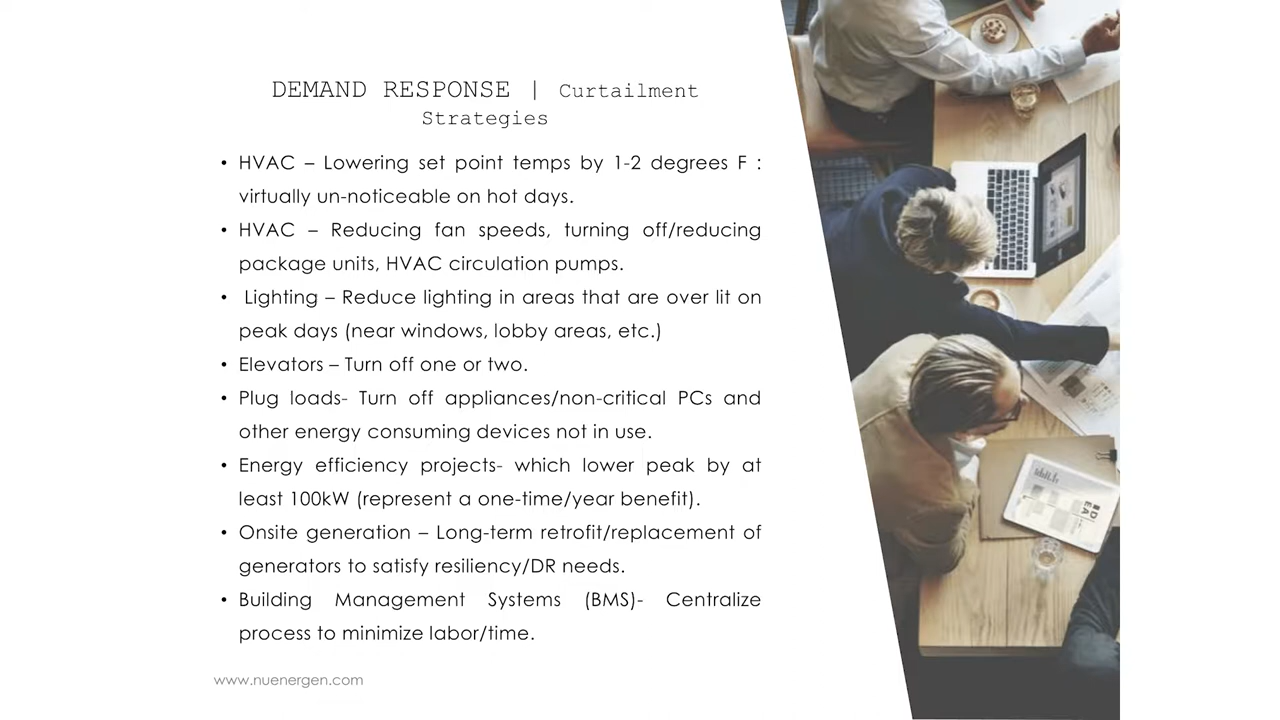 DEMAND RESPONSE | Curtailment
Strategies
• HVAC – Lowering set point temps by 1-2 degrees F :
virtually un-noticeable on hot days.
• HVAC – Reducing fan speeds, turning off/reducing
package units, HVAC circulation pumps.
• Lighting – Reduce lighting in areas that are over lit on
peak days (near windows, lobby areas, etc.)
• Elevators – Turn off one or two.
• Plug loads- Turn off appliances/non-critical PCs and
other energy consuming devices not in use.
• Energy efficiency projects- which lower peak by at
least 100kW (represent a one-time/year benefit).
• Onsite generation – Long-term retrofit/replacement of
generators to satisfy resiliency/DR needs.
• Building Management Systems (BMS)- Centralize
process to minimize labor/time.
www.nuenergen.com